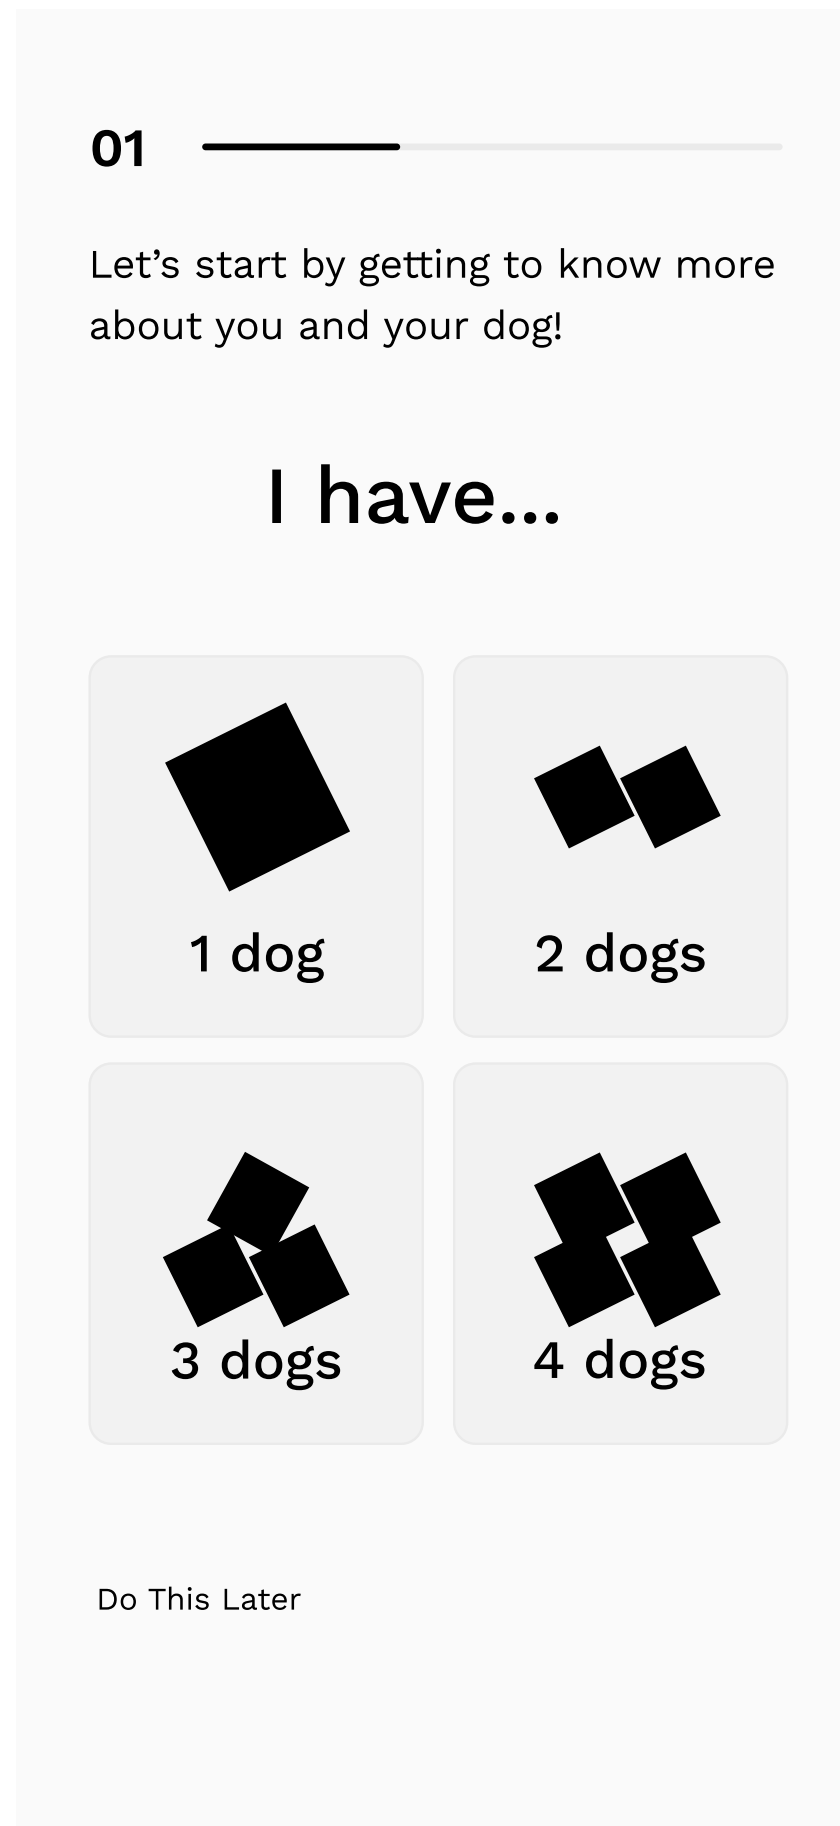 01
Let’s start by getting to know more
about you and your dog!
I have...
1 dog
2 dogs
3 dogs
4 dogs
Do This Later